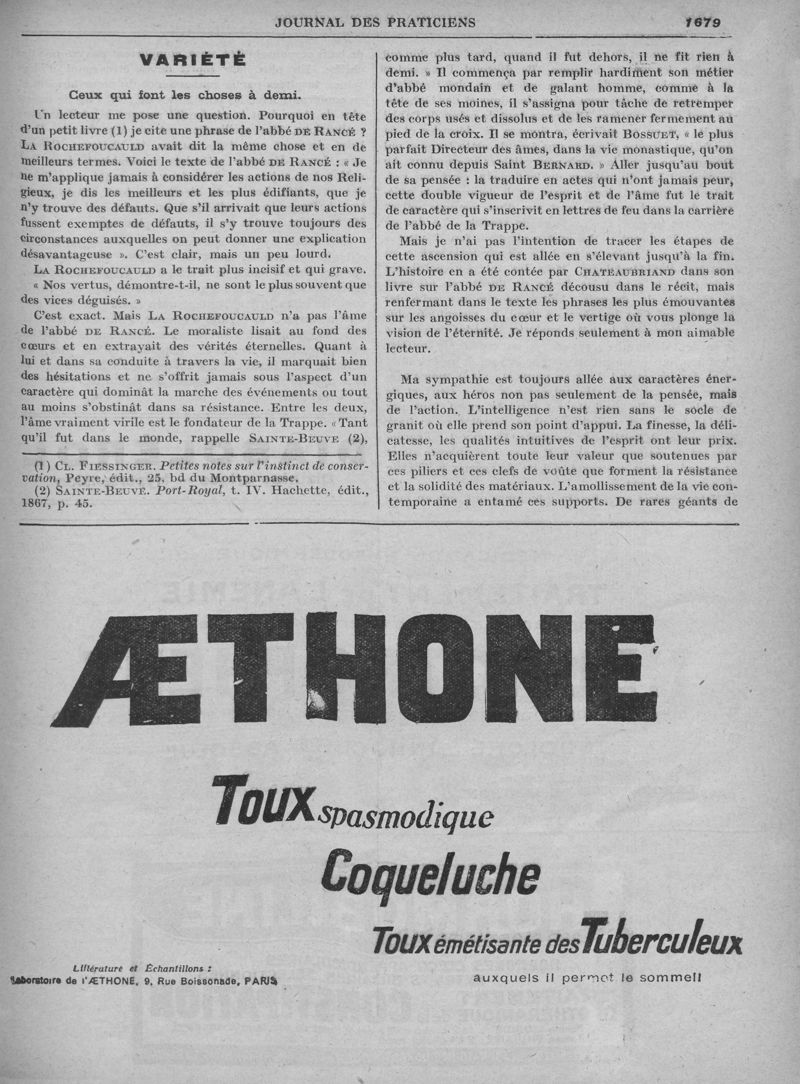 JOURNAL DES PRATICIENS 1679
VARIÉTÉ
Ceux qui font les choses à demi.
Un lecteur me pose une question. Pourquoi en tête
d'un petit livre (1) je cite une phrase de l'abbé DE RANCÉ ?
LA ROCHEFOUCAULD avait dit la même chose et en de
meilleurs termes. Voici le texte de l'abbé DE RANCÉ : « Je
ne m'applique jamais à considérer les actions de nos Reli-
gieux, je dis les meilleurs et les plus édifiants, que je
n'y trouve des défauts. Que s'il arrivait que leurs actions
fussent exemptes de défauts, il s'y trouve toujours des
circonstances auxquelles on peut donner une explication
désavantageuse ». C'est clair, mais un peu lourd.
LA ROCHEFOUCAULD a le trait plus incisif et qui grave.
« Nos vertus, démontre-t-il, ne sont le plus souvent que
des vices déguisés. »
C'est exact. Mais LA ROCHEFOUCAULD n'a pas l'âme
de l'abbé DE RANCÉ. Le moraliste lisait au fond des
cœurs et en extrayait des vérités éternelles. Quant à
lui et dans sa conduite à travers la vie, il marquait bien
des hésitations et ne s'offrit jamais sous l'aspect d'un
caractère qui dominât la marche des événements ou tout
au moins s'obstinât dans sa résistance. Entre les deux,
l'âme vraiment virile est le fondateur de la Trappe. « Tant
qu'il fut dans le monde, rappelle SAINTE-BEUVE (2),
(1) CL. FIESSINGER. Petites notes sur l'instinct de conser-
vation, Peyre, édit., 25, bd du Montparnasse.
(2) SAINTE-BEUVE. Port-Royal, t. IV. Hachette, édit.,
1867, p. 45.
comme plus tard, quand il fut dehors, il ne fit rien à
demi. » Il commença par remplir hardiment son métier
d'abbé mondain et de galant homme, comme à la
tête de ses moines, il s'assigna pour tâche de retremper
des corps usés et dissolus et de les ramener fermement au
pied de la croix. Il se montra, écrivait BOSSUET, « le plus
parfait Directeur des âmes, dans la vie monastique, qu'on
ait connu depuis Saint BERNARD. » Aller jusqu'au bout
de sa pensée : la traduire en actes qui n'ont jamais peur,
cette double vigueur de l'esprit et de l'âme fut le trait
de caractère qui s'inscrivit en lettres de feu dans la carrière
de l'abbé de la Trappe.
Mais je n'ai pas l'intention de tracer les étapes de
cette ascension qui est allée en s'élevant jusqu'à la fin.
L'histoire en a été contée par CHATEAUBRIAND dans son
livre sur l'abbé DE RANCÉ décousu dans le récit, mais
renfermant dans le texte les phrases les plus émouvantes
sur les angoisses du cœur et le vertige où vous plonge la
vision de l'éternité. Je réponds seulement à mon aimable
lecteur.
Ma sympathie est toujours allée aux caractères éner-
giques, aux héros non pas seulement de la pensée, mais
de l'action. L'intelligence n'est rien sans le socle de
granit où elle prend son point d'appui. La finesse, la déli-
catesse, les qualités intuitives de l'esprit ont leur prix.
Elles n'acquièrent toute leur valeur que soutenues par
ces piliers et ces clefs de voûte que forment la résistance
et la solidité des matériaux. L'amollissement de la vie con-
temporaine a entamé ces supports. De rares géants de
ÆTHONE
Toux spasmodique
Coqueluche
Toux émétisante des Tuberculeux
auxquels il permet le sommeil
Littérature et Échantillons :
Laboratoire de l'ÆTHONE, 9, Rue Boissonade, PARIS